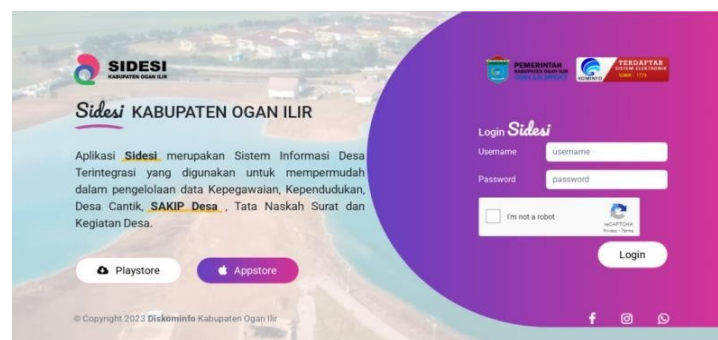 SIDESI
KABUPATEN OGAN ILIR
Sidesi KABUPATEN OGAN ILIR
Aplikasi Sidesi merupakan Sistem Informasi Desa
Terintegrasi yang digunakan untuk mempermudah
dalam pengelolaan data Kepegawaian, Kependudukan,
Desa Cantik, SAKIP Desa , Tata Naskah Surat dan
Kegiatan Desa.
Playstore
Appstore
© Copyright 2023 Diskominfo Kabupaten Ogan Ilir
PEMERINTAH
KABUPATEN OGAN ILIR
KOMINFO
TERDAFTAR
SISTEM ELEKTRONIK
Login Sidesi
Username
username
Password
password
I'm not a robot
reCAPTCHA
Privacy - Terms
Login